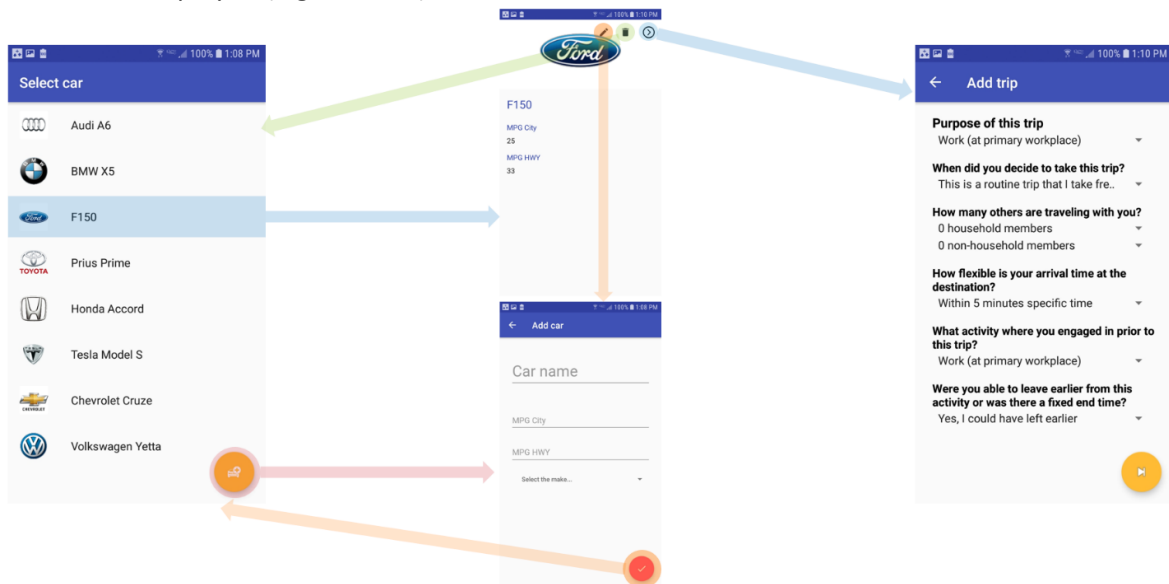 100% 1:08 PM
Select car
Audi A6
BMW X5
Ford
F150
TOYOTA
Prius Prime
Honda Accord
Tesla Model S
CHEVROLET
Chevrolet Cruze
Volkswagen Yetta
100% 1:10 PM
Ford
F150
MPG City
25
MPG HWY
33
100% 1:08 PM
Add car
Car name
MPG City
MPG HWY
Select the make...
100% 1:10 PM
Add trip
Purpose of this trip
Work (at primary workplace)
When did you decide to take this trip?
This is a routine trip that I take fre..
How many others are traveling with you?
0 household members
0 non-household members
How flexible is your arrival time at the
destination?
Within 5 minutes specific time
What activity where you engaged in prior to
this trip?
Work (at primary workplace)
Were you able to leave earlier from this
activity or was there a fixed end time?
Yes, I could have left earlier